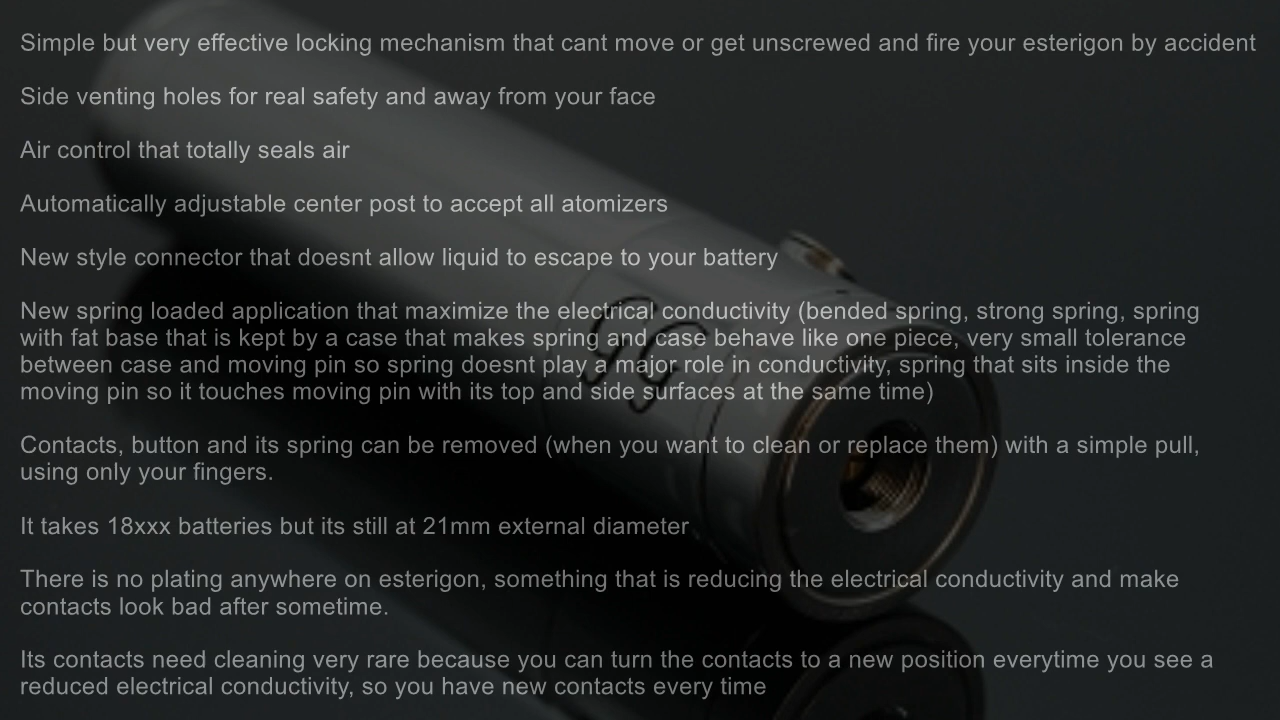 Simple but very effective locking mechanism that cant move or get unscrewed and fire your esterigon by accident
Side venting holes for real safety and away from your face
Air control that totally seals air
Automatically adjustable center post to accept all atomizers
New style connector that doesnt allow liquid to escape to your battery
New spring loaded application that maximize the electrical conductivity (bended spring, strong spring, spring
with fat base that is kept by a case that makes spring and case behave like one piece, very small tolerance
between case and moving pin so spring doesnt play a major role in conductivity, spring that sits inside the
moving pin so it touches moving pin with its top and side surfaces at the same time)
Contacts, button and its spring can be removed (when you want to clean or replace them) with a simple pull,
using only your fingers.
It takes 18xxx batteries but its still at 21mm external diameter
There is no plating anywhere on esterigon, something that is reducing the electrical conductivity and make
contacts look bad after sometime.
Its contacts need cleaning very rare because you can turn the contacts to a new position everytime you see a
reduced electrical conductivity, so you have new contacts every time